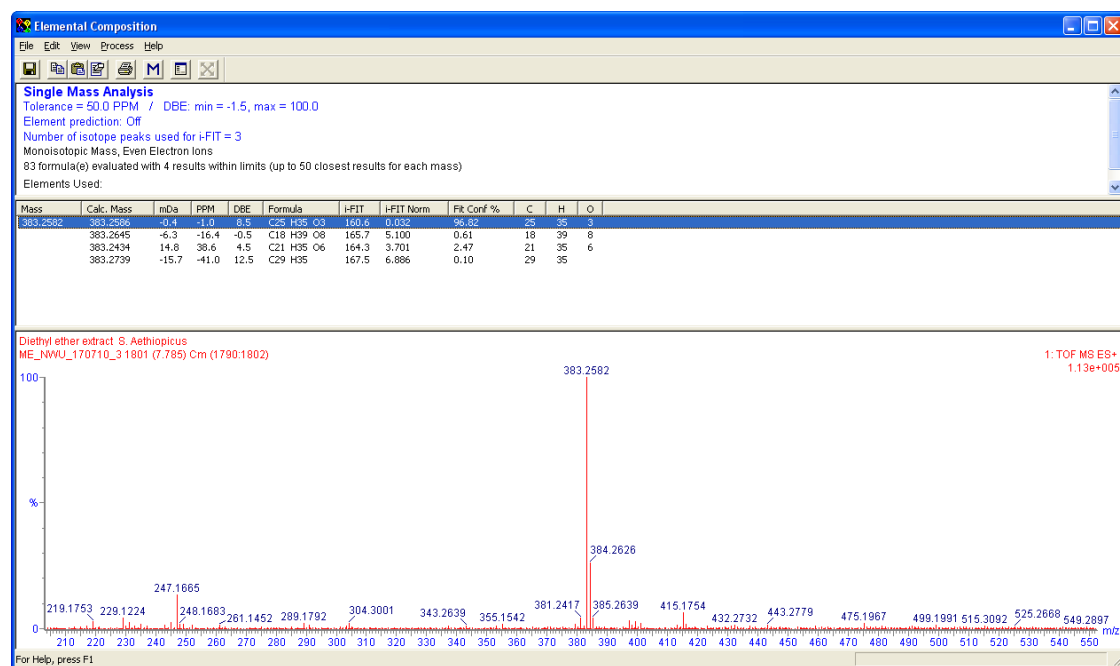 Elemental Composition
File Edit View Process Help
M
Single Mass Analysis
Tolerance = 50.0 PPM / DBE: min = -1.5, max = 100.0
Element prediction: Off
Number of isotope peaks used for i-FIT = 3
Monoisotopic Mass, Even Electron Ions
83 formula(e) evaluated with 4 results within limits (up to 50 closest results for each mass)
Elements Used:
Mass Calc. Mass mDa PPM DBE Formula i-FIT i-FIT Norm Fit Conf % C H O
383.2582 383.2586 -0.4 -1.0 8.5 C25 H35 O3 160.6 0.032 96.82 25 35 3
383.2645 -6.3 -16.4 -0.5 C18 H39 O8 165.7 5.100 0.61 18 39 8
383.2434 14.8 38.6 4.5 C21 H35 O6 164.3 3.701 2.47 21 35 6
383.2739 -15.7 -41.0 12.5 C29 H35 167.5 6.886 0.10 29 35
Diethyl ether extract S. Aethiopicus
ME_NWU_170710_3 1801 (7.785) Cm (1790:1802)
1: TOF MS ES+
1.13e+005
100
383.2582
%
384.2626
247.1665
219.1753 229.1224 248.1683 261.1452 289.1792 304.3001 343.2639 355.1542 381.2417 385.2639 415.1754 432.2732 443.2779 475.1967 499.1991 515.3092 525.2668 549.2897
0
210 220 230 240 250 260 270 280 290 300 310 320 330 340 350 360 370 380 390 400 410 420 430 440 450 460 470 480 490 500 510 520 530 540 550 m/z
For Help, press F1